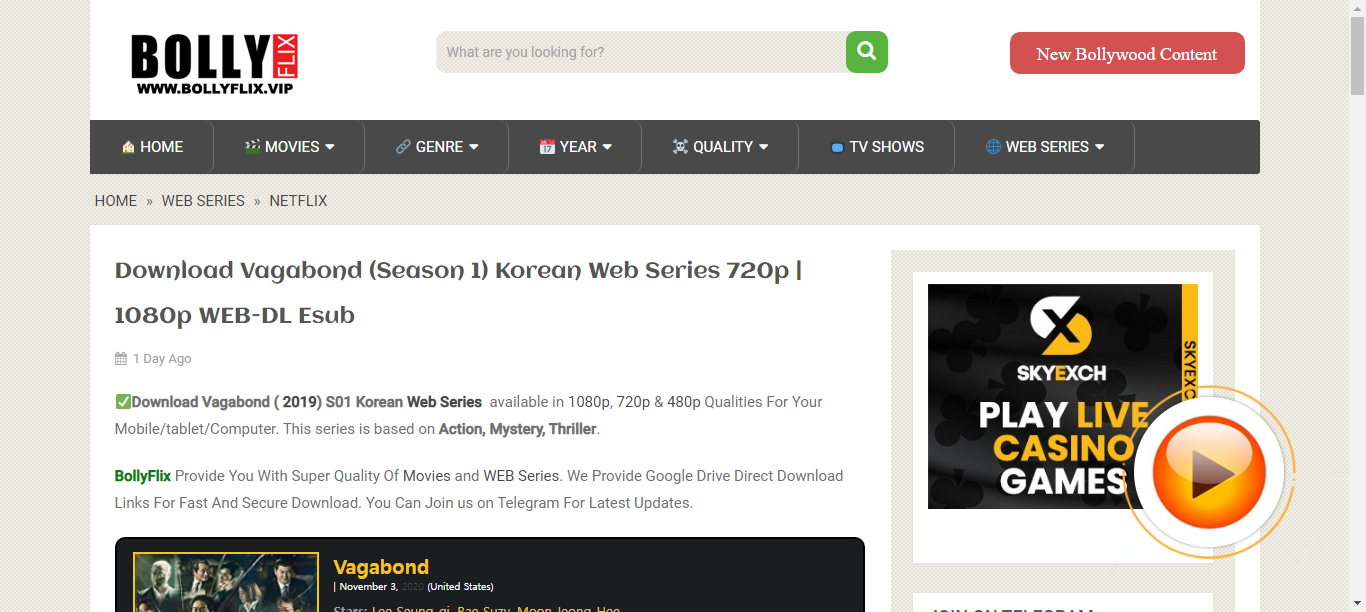 BOLLY FLIX
WWW.BOLLYFLIX.VIP
What are you looking for?
New Bollywood Content
HOME
MOVIES
GENRE
17 YEAR
QUALITY
TV SHOWS
WEB SERIES
HOME » WEB SERIES » NETFLIX
Download Vagabond (Season 1) Korean Web Series 720p |
1080p WEB-DL Esub
1 Day Ago
✅Download Vagabond ( 2019) S01 Korean Web Series available in 1080p, 720p & 480p Qualities For Your
Mobile/tablet/Computer. This series is based on Action, Mystery, Thriller.
BollyFlix Provide You With Super Quality Of Movies and WEB Series. We Provide Google Drive Direct Download
Links For Fast And Secure Download. You Can Join us on Telegram For Latest Updates.
Vagabond
| November 3, 2020 (United States)
Stars: Lee Seung-gi, Bae Suzy, Moon Jeong-Hee
SKYEXCH
SKYEXC
PLAY LIVE
CASINO
GAMES
JOIN ON TELEGRAM